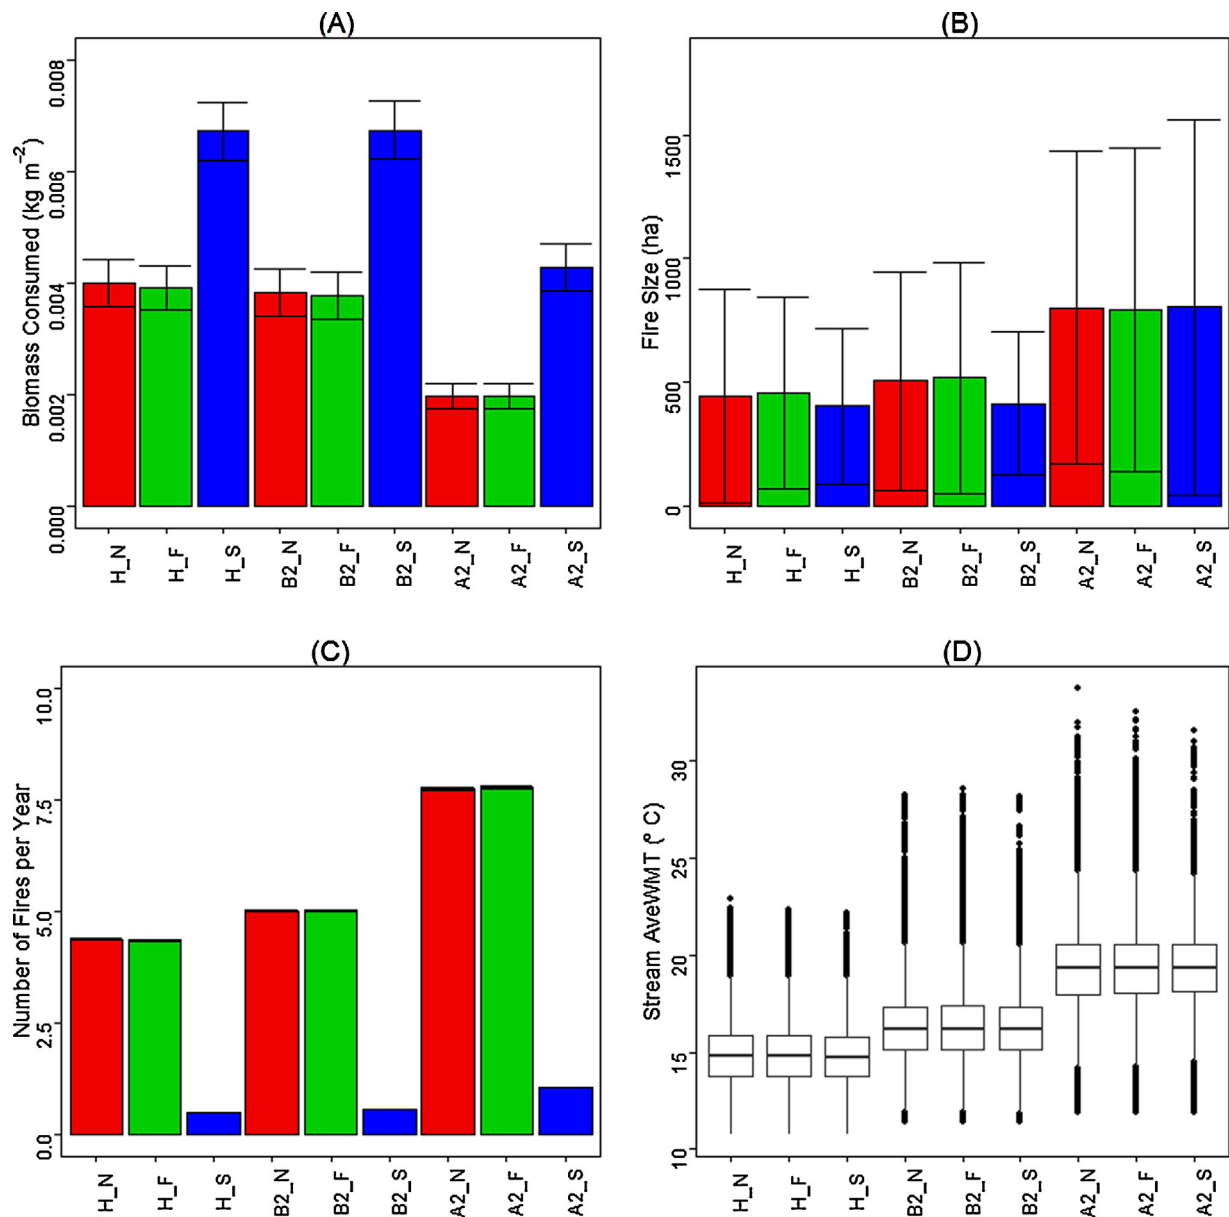 (A)
Biomass Consumed (kg m⁻²)
0.008
0.006
0.004
0.002
0.000
H_N
H_F
H_S
B2_N
B2_F
B2_S
A2_N
A2_F
A2_S
(B)
Fire Size (ha)
1500
1000
500
0
H_N
H_F
H_S
B2_N
B2_F
B2_S
A2_N
A2_F
A2_S
(C)
Number of Fires per Year
10.0
7.5
5.0
2.5
0.0
H_N
H_F
H_S
B2_N
B2_F
B2_S
A2_N
A2_F
A2_S
(D)
Stream AveWMT (º C)
30
25
20
15
10
H_N
H_F
H_S
B2_N
B2_F
B2_S
A2_N
A2_F
A2_S